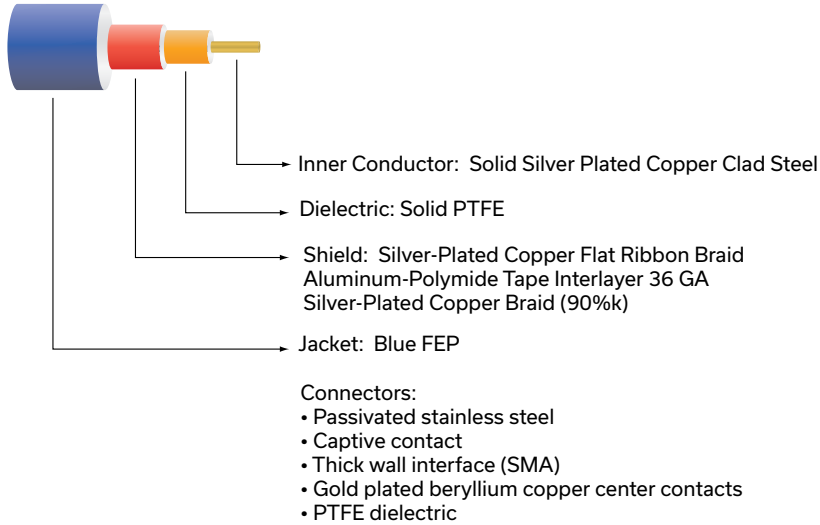 Inner Conductor: Solid Silver Plated Copper Clad Steel
Dielectric: Solid PTFE
Shield: Silver-Plated Copper Flat Ribbon Braid
Aluminum-Polymide Tape Interlayer 36 GA
Silver-Plated Copper Braid (90%k)
Jacket: Blue FEP
Connectors:
• Passivated stainless steel
• Captive contact
• Thick wall interface (SMA)
• Gold plated beryllium copper center contacts
• PTFE dielectric